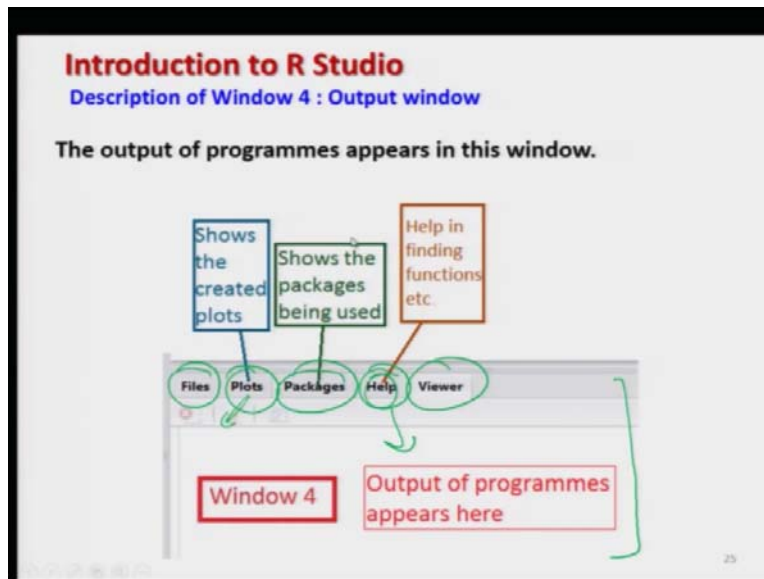 Introduction to R Studio
Description of Window 4 : Output window
The output of programmes appears in this window.
Shows
the
created
plots
Shows the
packages
being used
Help in
finding
functions
etc.
Files Plots Packages Help Viewer
Window 4
Output of programmes
appears here
25